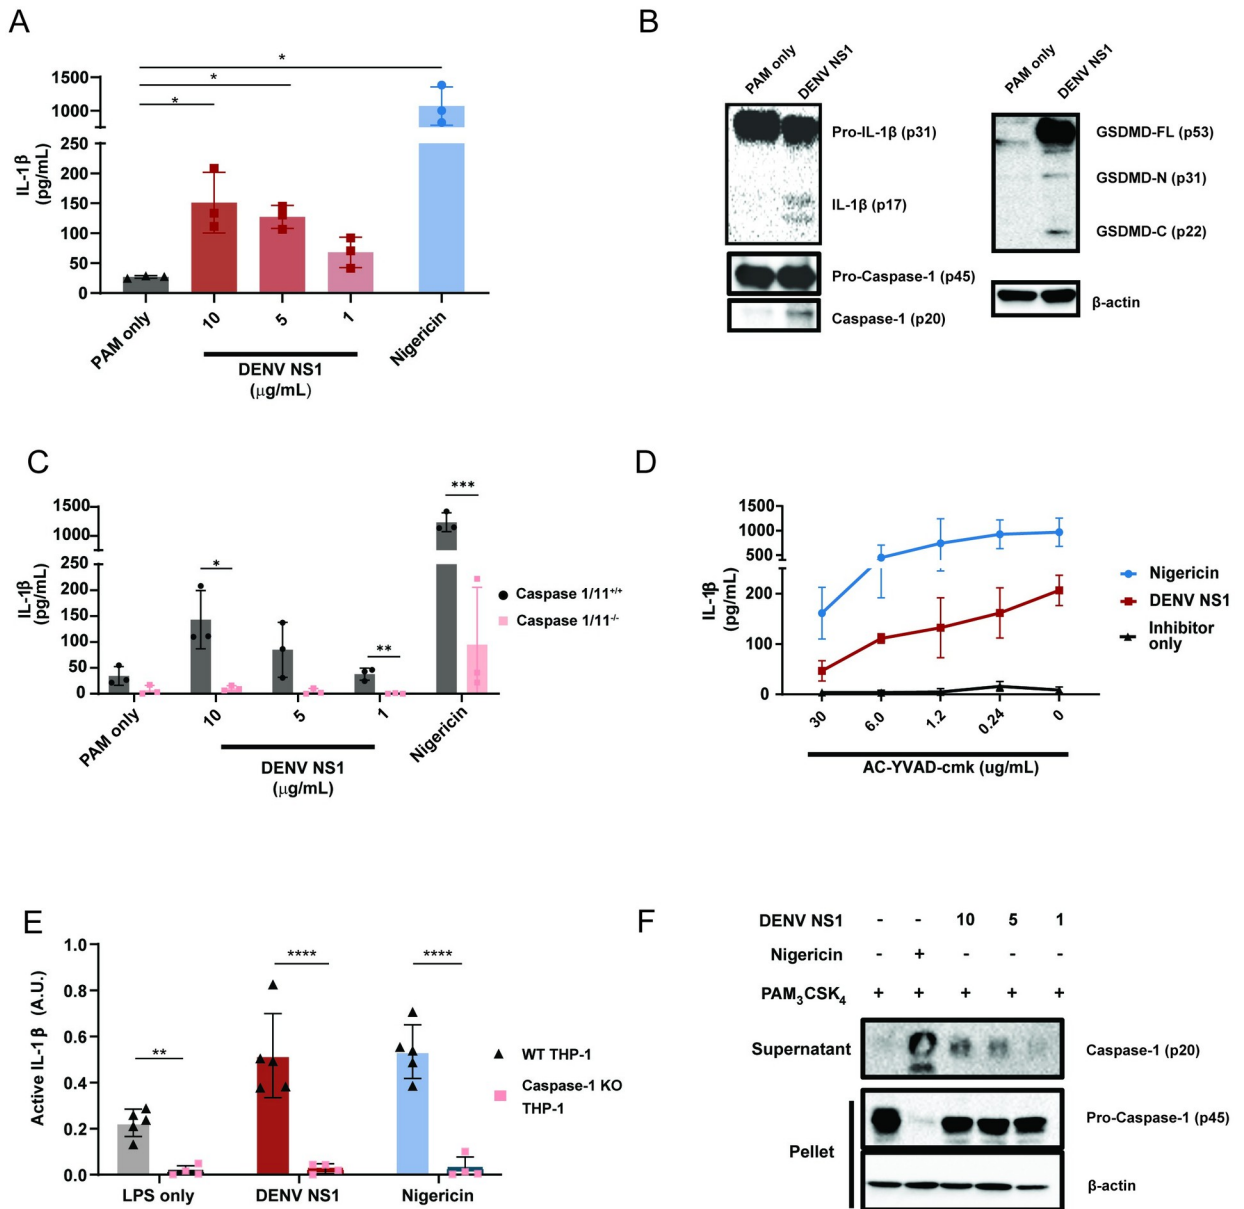 A
IL-1β
(pg/mL)
1500
1000
250
200
150
100
50
0
*
*
*
PAM only
10
5
1
Nigericin
DENV NS1
(μg/mL)
B
PAM only
DENV NS1
Pro-IL-1β (p31)
IL-1β (p17)
Pro-Caspase-1 (p45)
Caspase-1 (p20)
PAM only
DENV NS1
GSDMD-FL (p53)
GSDMD-N (p31)
GSDMD-C (p22)
β-actin
C
IL-1β
(pg/mL)
1500
1000
250
200
150
100
50
0
*
**
***
PAM only
10
5
1
Nigericin
DENV NS1
(μg/mL)
Caspase 1/11+/+
Caspase 1/11-/-
D
IL-1β
(pg/mL)
1500
1000
500
200
100
0
30
6.0
1.2
0.24
0
AC-YVAD-cmk (ug/mL)
Nigericin
DENV NS1
Inhibitor
only
E
Active IL-1β (A.U.)
1.0
0.8
0.6
0.4
0.2
0.0
**
****
****
LPS only
DENV NS1
Nigericin
WT THP-1
Caspase-1 KO
THP-1
F
DENV NS1 - - 10 5 1
Nigericin - + - - -
PAM3CSK4 + + + + +
Supernatant
Caspase-1 (p20)
Pellet
Pro-Caspase-1 (p45)
β-actin